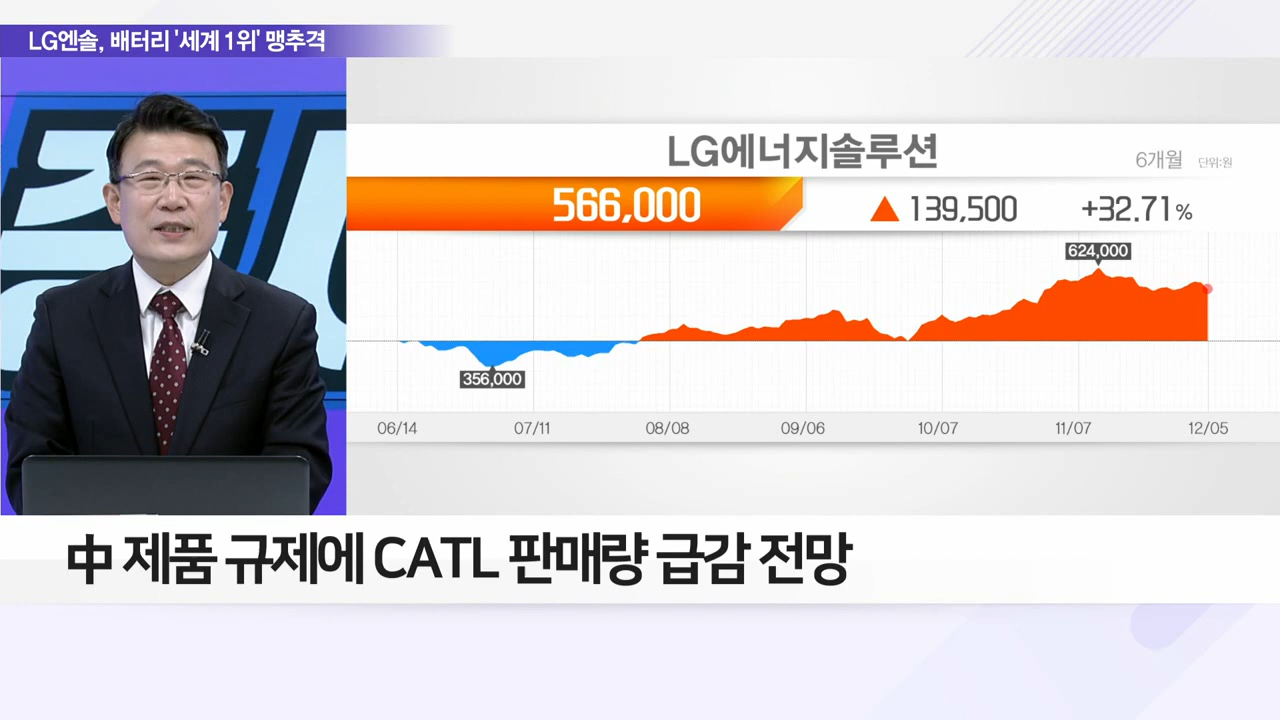 LG엔솔, 배터리 '세계 1위' 맹추격
LG에너지솔루션
6개월 단위:원
566,000 ▲ 139,500 +32.71%
624,000
356,000
06/14 07/11 08/08 09/06 10/07 11/07 12/05
中 제품 규제에 CATL 판매량 급감 전망